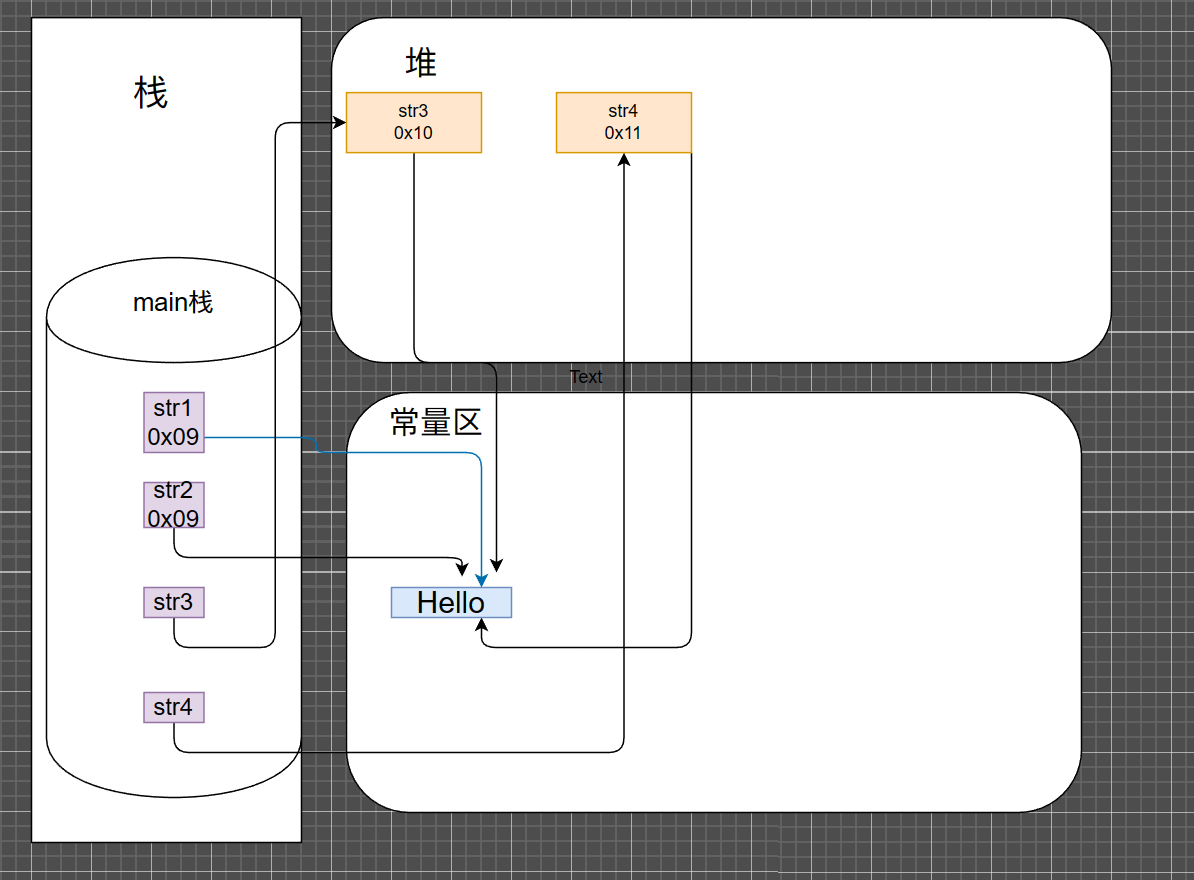 栈
main栈
str1
0x09
str2
0x09
str3
str4
堆
str3
0x10
str4
0x11
Text
常量区
Hello